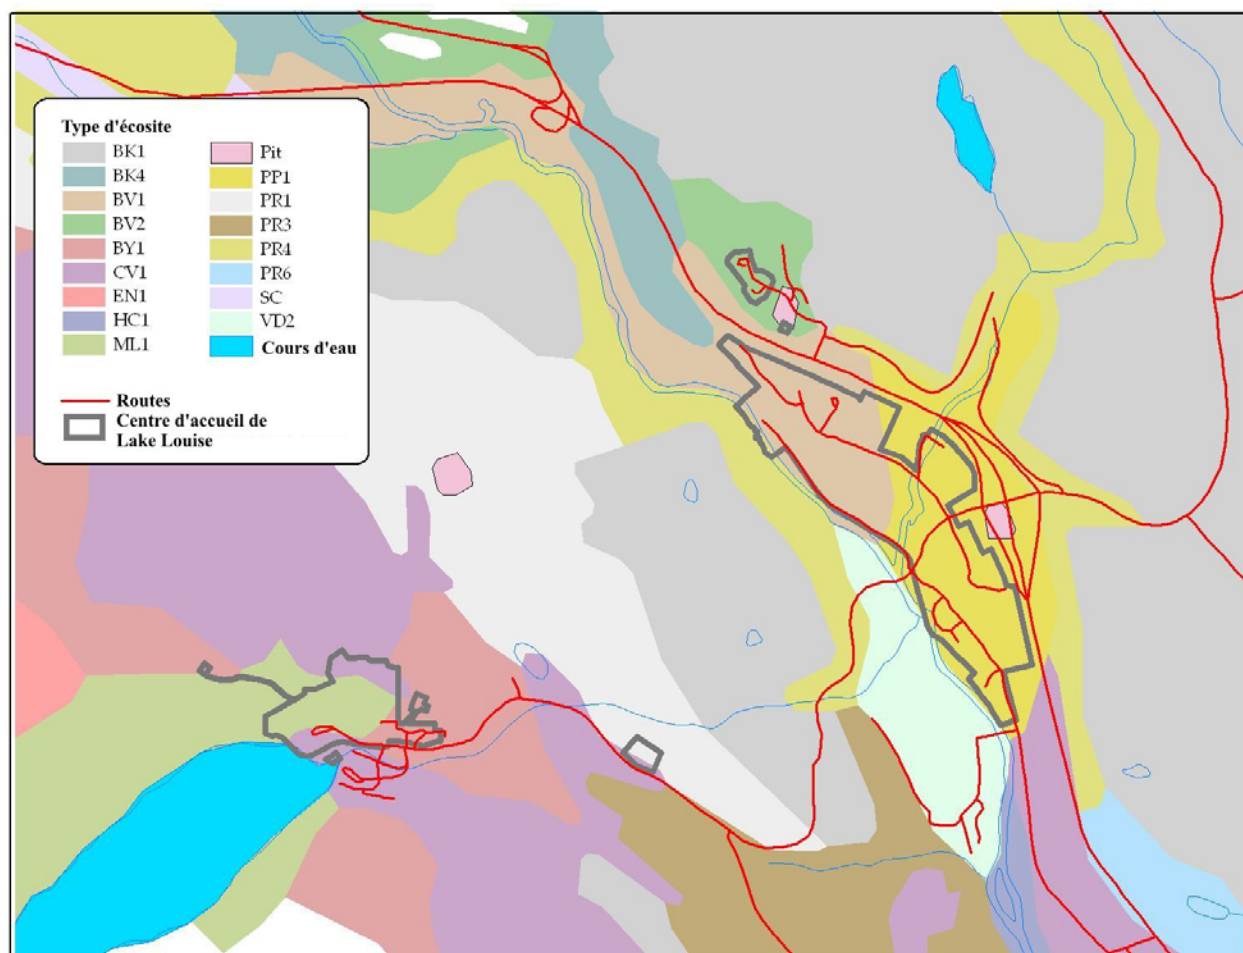 Type d'écosite
BK1
BK4
BV1
BV2
BY1
CV1
EN1
HC1
ML1
Pit
PP1
PR1
PR3
PR4
PR6
SC
VD2
Cours d'eau
Routes
Centre d'accueil de
Lake Louise